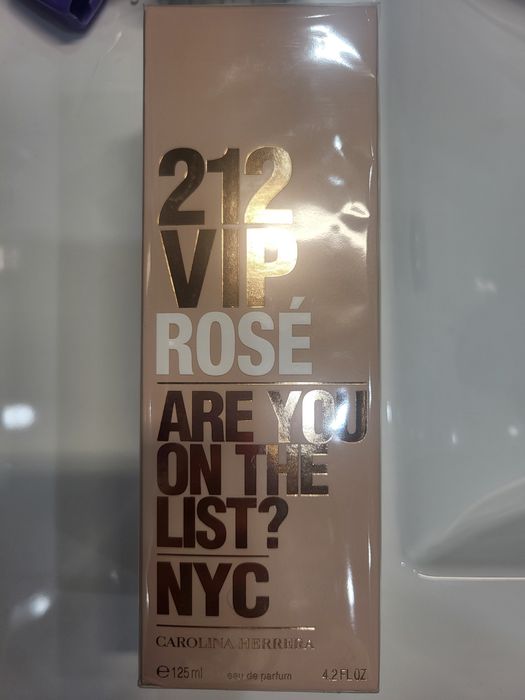 212
VIP
ROSÉ
ARE YOU
ON THE
LIST?
NYC
CAROLINA HERRERA
℮125ml eau de parfum 4.2 FL OZ